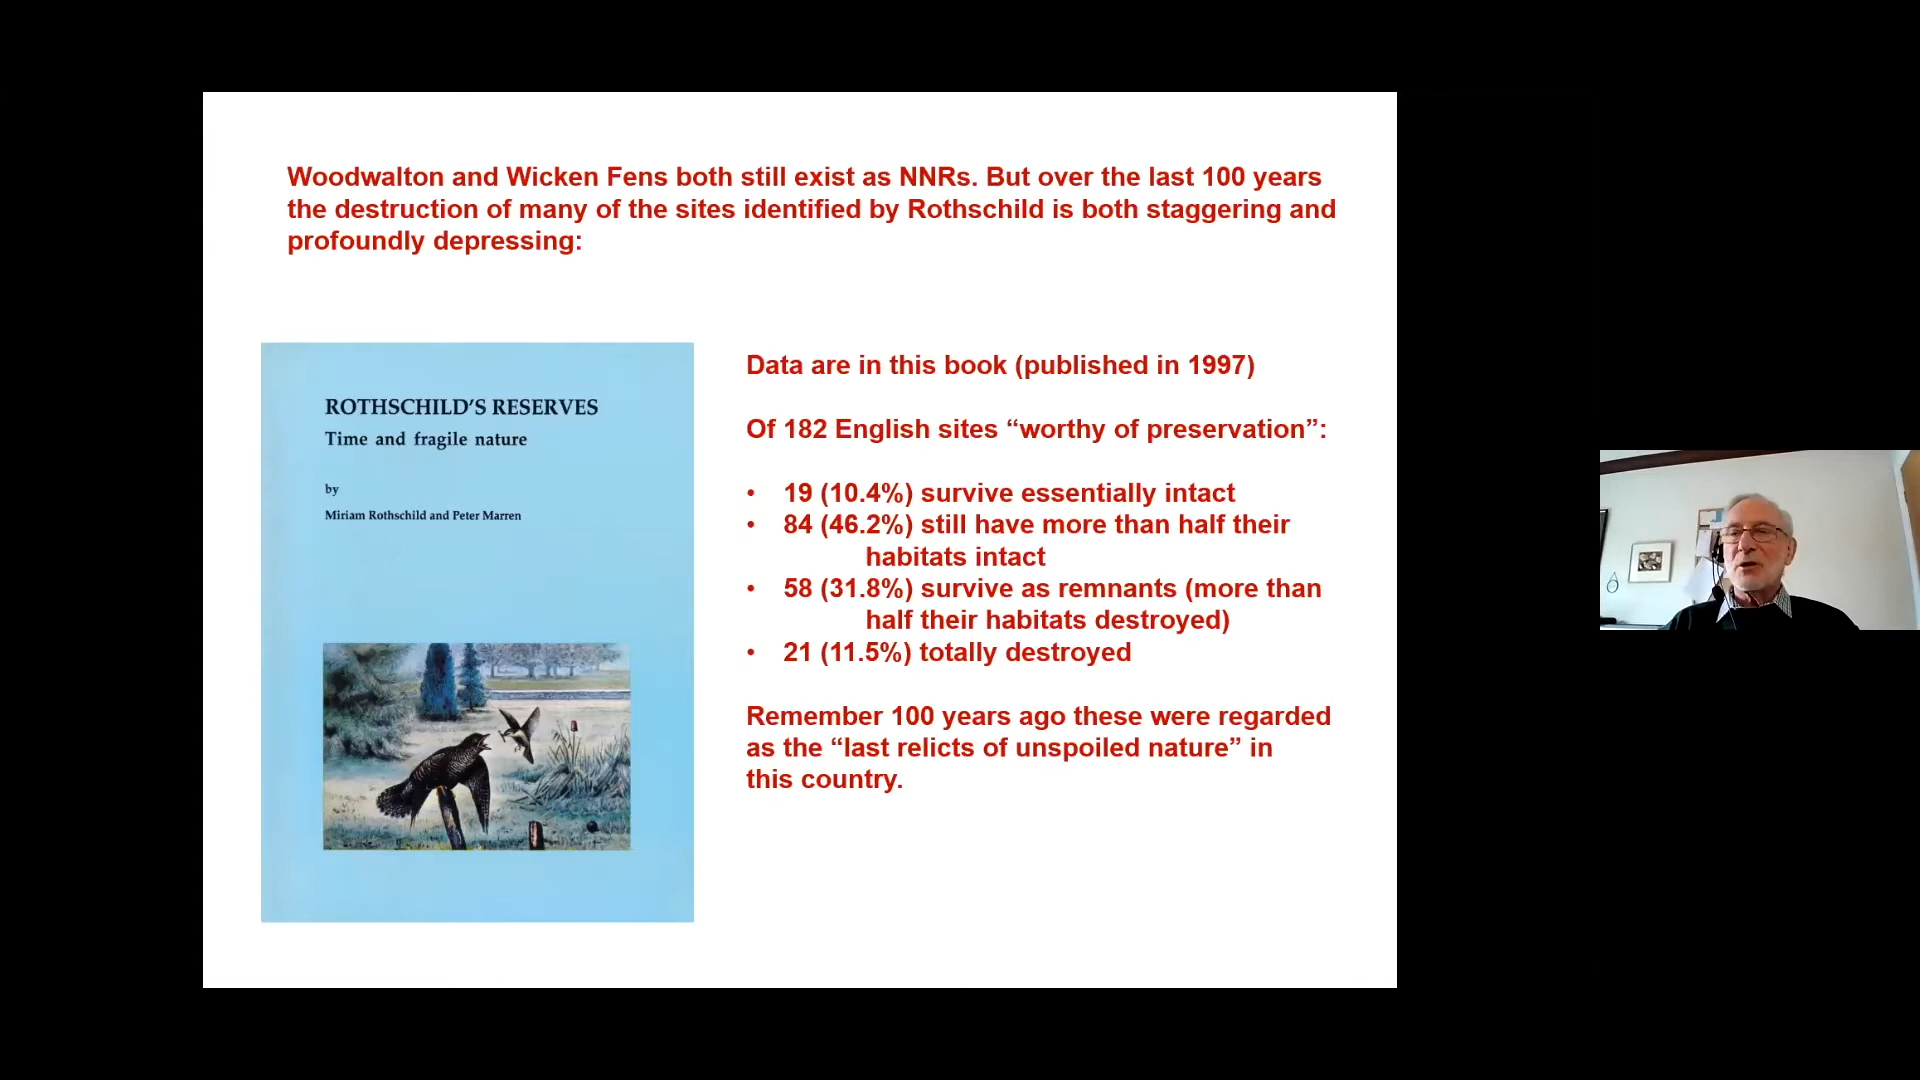 Woodwalton and Wicken Fens both still exist as NNRs. But over the last 100 years
the destruction of many of the sites identified by Rothschild is both staggering and
profoundly depressing:
ROTHSCHILD'S RESERVES
Time and fragile nature
by
Miriam Rothschild and Peter Marren
Data are in this book (published in 1997)
Of 182 English sites “worthy of preservation”:
• 19 (10.4%) survive essentially intact
• 84 (46.2%) still have more than half their
habitats intact
• 58 (31.8%) survive as remnants (more than
half their habitats destroyed)
• 21 (11.5%) totally destroyed
Remember 100 years ago these were regarded
as the “last relicts of unspoiled nature” in
this country.